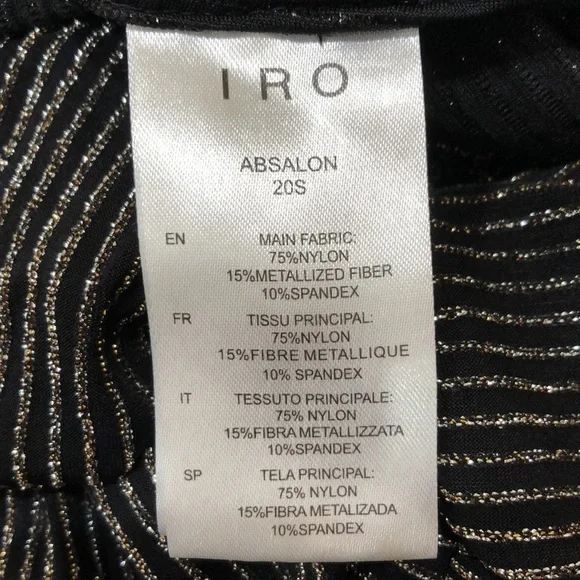 IRO
ABSALON
20S
EN MAIN FABRIC:
75%NYLON
15%METALLIZED FIBER
10%SPANDEX
FR TISSU PRINCIPAL:
75%NYLON
15%FIBRE METALLIQUE
10% SPANDEX
IT TESSUTO PRINCIPALE:
75% NYLON
15%FIBRA METALLIZZATA
10%SPANDEX
SP TELA PRINCIPAL:
75% NYLON
15%FIBRA METALIZADA
10%SPANDEX